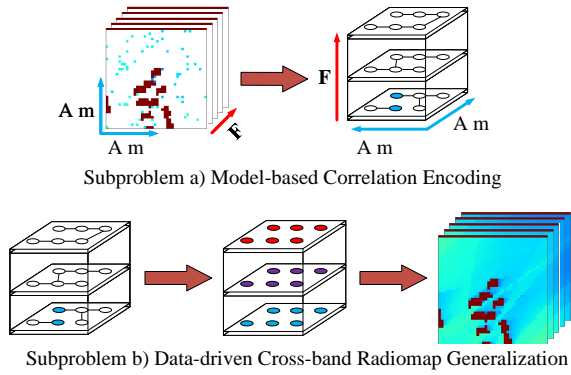 F
A m
F
A m
A m
A m
Subproblem a) Model-based Correlation Encoding
Subproblem b) Data-driven Cross-band Radiomap Generalization